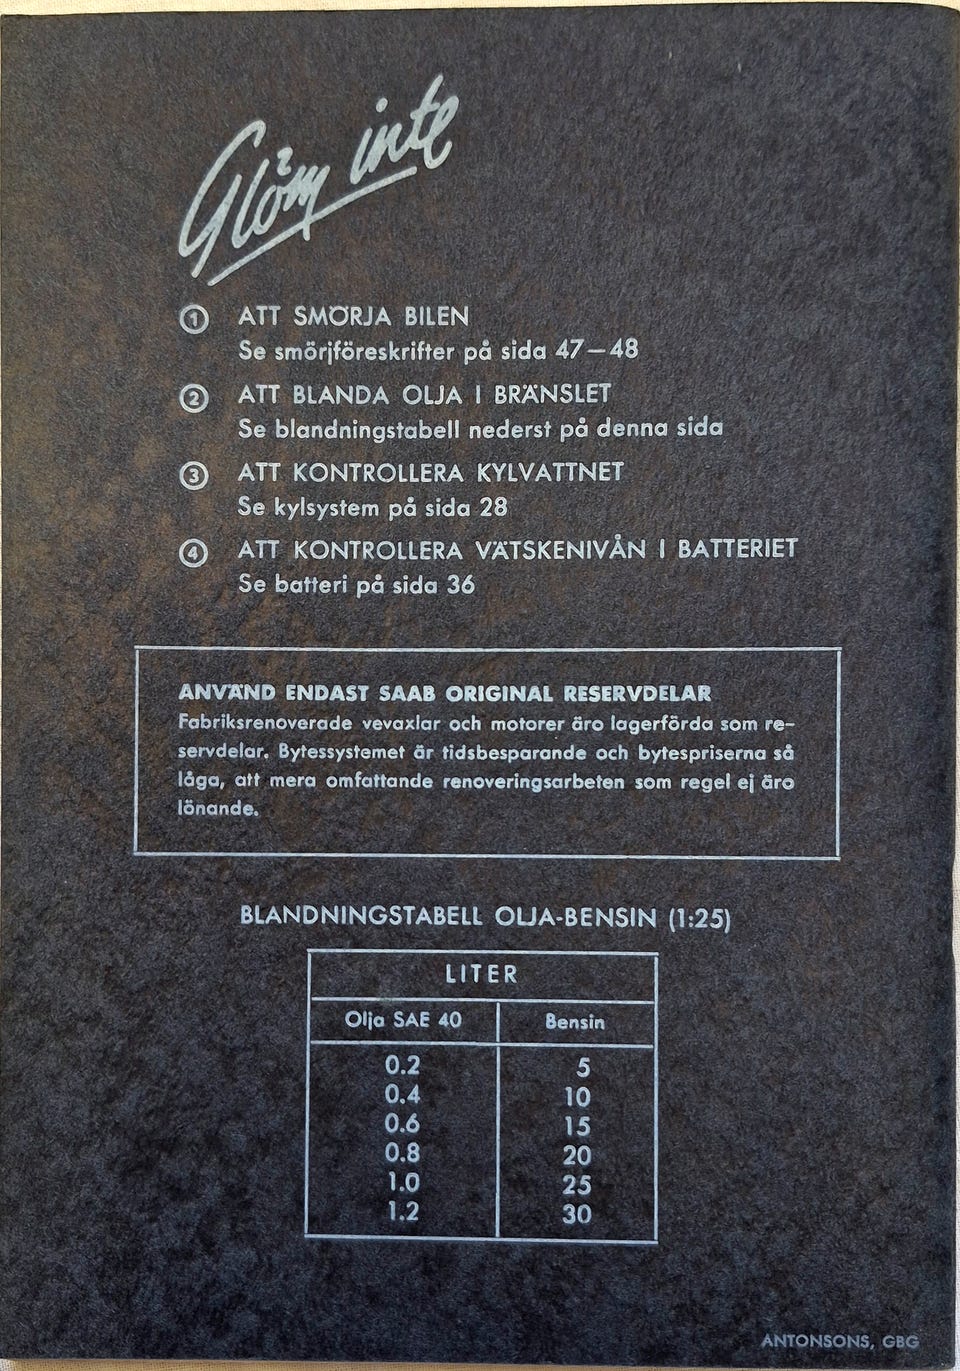 Glöm inte
① ATT SMÖRJA BILEN
Se smörjföreskrifter på sida 47–48
② ATT BLANDA OLJA I BRÄNSLET
Se blandningstabell nederst på denna sida
③ ATT KONTROLLERA KYLVATTNET
Se kylsystem på sida 28
④ ATT KONTROLLERA VÄTSKENIVÅN I BATTERIET
Se batteri på sida 36
ANVÄND ENDAST SAAB ORIGINAL RESERVDELAR
Fabriksrenoverade vevaxlar och motorer äro lagerförda som re-
servdelar. Bytessystemet är tidsbesparande och bytespriserna så
låga, att mera omfattande renoveringsarbeten som regel ej äro
lönande.
BLANDNINGSTABELL OLJA-BENSIN (1:25)
LITER
Olja SAE 40 Bensin
0.2 5
0.4 10
0.6 15
0.8 20
1.0 25
1.2 30
ANTONSONS, GBG